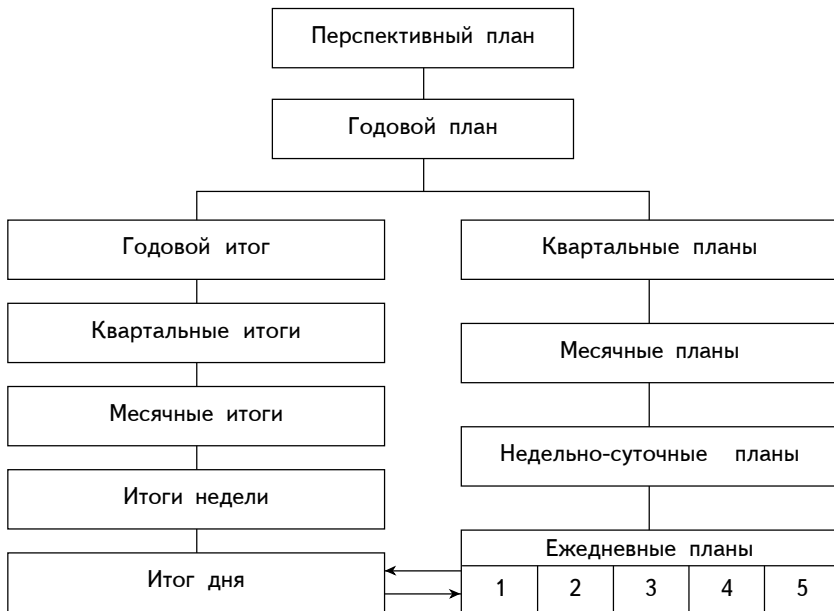 Перспективный план
Годовой план
Годовой итог
Квартальные итоги
Месячные итоги
Итоги недели
Итог дня
Квартальные планы
Месячные планы
Недельно-суточные планы
Ежедневные планы
1 2 3 4 5